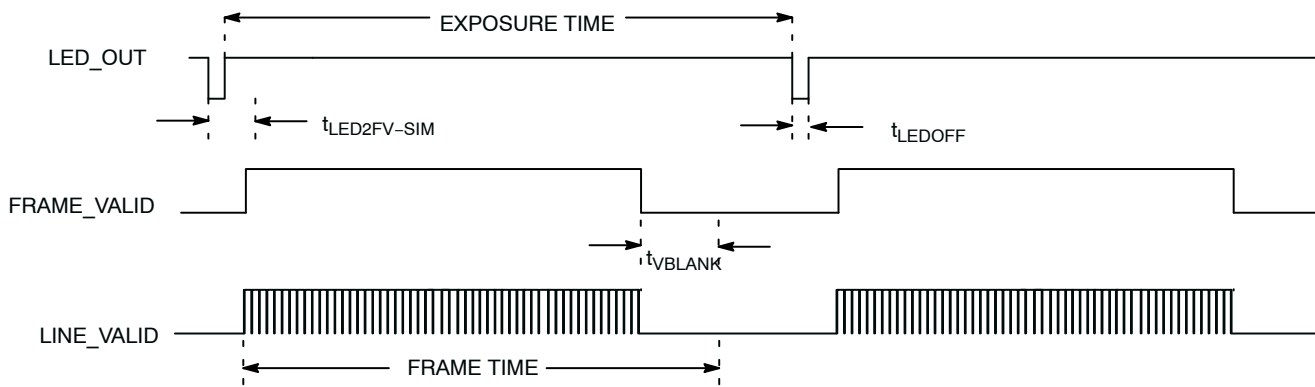 EXPOSURE TIME
LED_OUT
tLED2FV−SIM
tLEDOFF
FRAME_VALID
tVBLANK
LINE_VALID
FRAME TIME